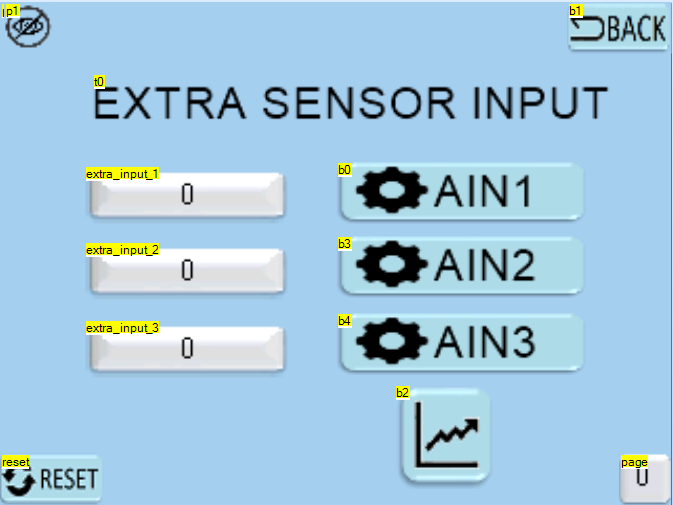 p1
b1
BACK
t0
EXTRA SENSOR INPUT
extra_input_1
0
b0
AIN1
extra_input_2
0
b3
AIN2
extra_input_3
0
b4
AIN3
b2
reset
RESET
page
0